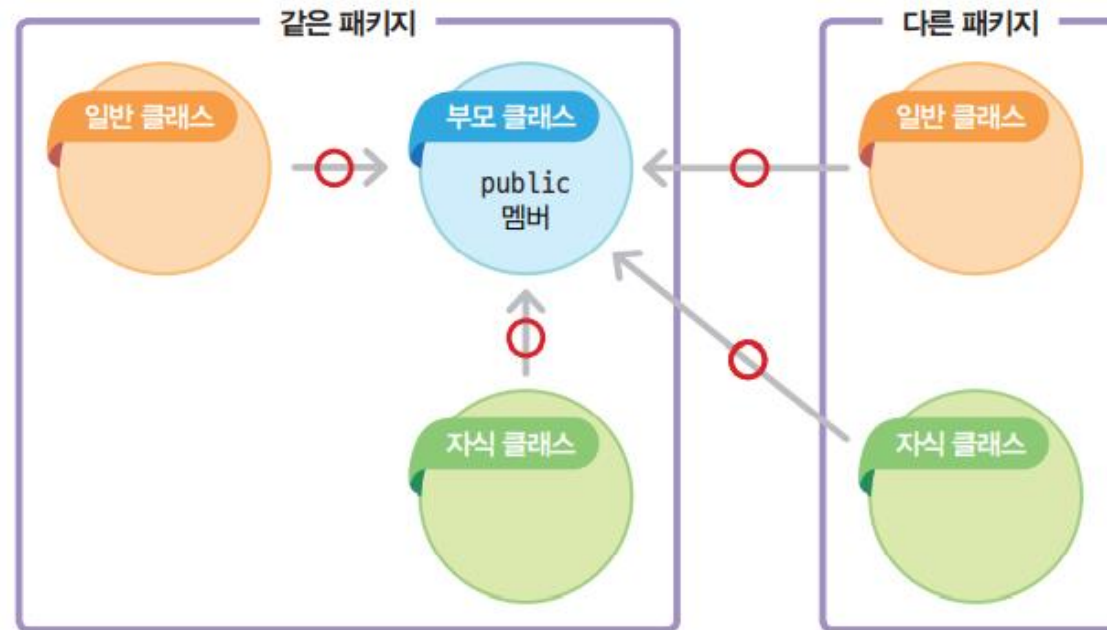 같은 패키지
다른 패키지
일반 클래스
부모 클래스
일반 클래스
public
멤버
자식 클래스
자식 클래스